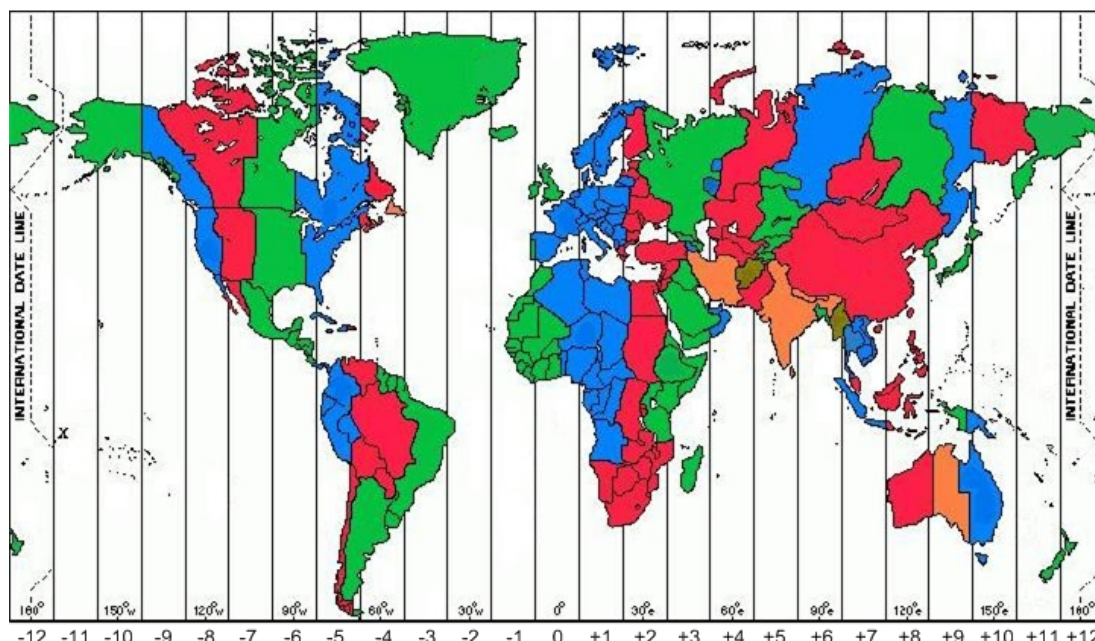 INTERNATIONAL DATE LINE
INTERNATIONAL DATE LINE
X
180° 150°W 120°W 90°W 60°W 30°W 0° 30°E 60°E 90°E 120°E 150°E 180°
-12 -11 -10 -9 -8 -7 -6 -5 -4 -3 -2 -1 0 +1 +2 +3 +4 +5 +6 +7 +8 +9 +10 +11 +12